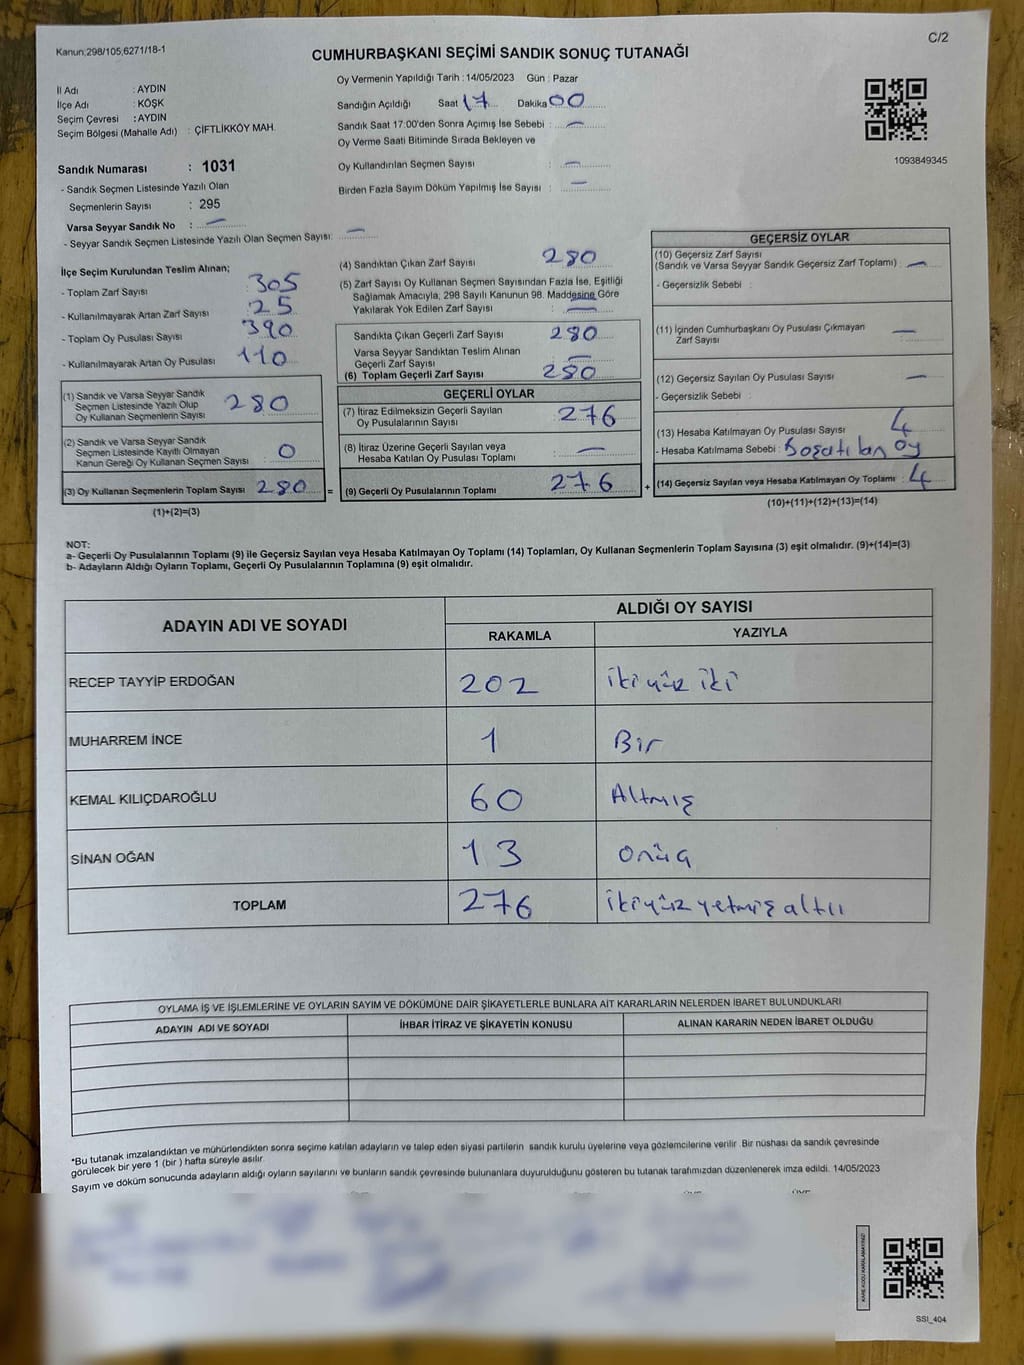 Kanun:298/105,6271/18-1
C/2
CUMHURBAŞKANI SEÇİMİ SANDIK SONUÇ TUTANAĞI
İl Adı : AYDIN
İlçe Adı : KÖŞK
Seçim Çevresi : AYDIN
Seçim Bölgesi (Mahalle Adı) : ÇİFTLİKKÖY MAH.
Sandık Numarası : 1031
- Sandık Seçmen Listesinde Yazılı Olan
Seçmenlerin Sayısı : 295
Varsa Seyyar Sandık No : —
- Seyyar Sandık Seçmen Listesinde Yazılı Olan Seçmen Sayısı: —
Oy Vermenin Yapıldığı Tarih : 14/05/2023 Gün : Pazar
Sandığın Açıldığı Saat 17 Dakika 00
Sandık Saat 17:00'den Sonra Açımış İse Sebebi : —
Oy Verme Saati Bitiminde Sırada Bekleyen ve
Oy Kullandırılan Seçmen Sayısı : —
Birden Fazla Sayım Döküm Yapılmış İse Sayısı : —
1093849345
İlçe Seçim Kurulundan Teslim Alınan;
- Toplam Zarf Sayısı 305
- Kullanılmayarak Artan Zarf Sayısı 25
- Toplam Oy Pusulası Sayısı 390
- Kullanılmayarak Artan Oy Pusulası 110
(1) Sandık ve Varsa Seyyar Sandık
Seçmen Listesinde Yazılı Olup
Oy Kullanan Seçmenlerin Sayısı 280
(2) Sandık ve Varsa Seyyar Sandık
Seçmen Listesinde Kayıtlı Olmayan
Kanun Gereği Oy Kullanan Seçmen Sayısı : 0
(3) Oy Kullanan Seçmenlerin Toplam Sayısı 280
(1)+(2)=(3)
=
(4) Sandıktan Çıkan Zarf Sayısı 280
(5) Zarf Sayısı Oy Kullanan Seçmen Sayısından Fazla İse, Eşitliği
Sağlamak Amacıyla, 298 Sayılı Kanunun 98. Maddesine Göre
Yakılarak Yok Edilen Zarf Sayısı : —
Sandıkta Çıkan Geçerli Zarf Sayısı 280
Varsa Seyyar Sandıktan Teslim Alınan
Geçerli Zarf Sayısı : —
(6) Toplam Geçerli Zarf Sayısı 280
GEÇERLİ OYLAR
(7) İtiraz Edilmeksizin Geçerli Sayılan
Oy Pusulalarının Sayısı : 276
(8) İtiraz Üzerine Geçerli Sayılan veya
Hesaba Katılan Oy Pusulası Toplamı : —
(9) Geçerli Oy Pusulalarının Toplamı 276
+
GEÇERSİZ OYLAR
(10) Geçersiz Zarf Sayısı
(Sandık ve Varsa Seyyar Sandık Geçersiz Zarf Toplamı) : —
- Geçersizlik Sebebi :
(11) İçinden Cumhurbaşkanı Oy Pusulası Çıkmayan
Zarf Sayısı —
(12) Geçersiz Sayılan Oy Pusulası Sayısı : —
- Geçersizlik Sebebi :
(13) Hesaba Katılmayan Oy Pusulası Sayısı : 4
- Hesaba Katılmama Sebebi : Boşatılan oy
(14) Geçersiz Sayılan veya Hesaba Katılmayan Oy Toplamı : 4
(10)+(11)+(12)+(13)=(14)
NOT:
a- Geçerli Oy Pusulalarının Toplamı (9) ile Geçersiz Sayılan veya Hesaba Katılmayan Oy Toplamı (14) Toplamları, Oy Kullanan Seçmenlerin Toplam Sayısına (3) eşit olmalıdır. (9)+(14)=(3)
b- Adayların Aldığı Oyların Toplamı, Geçerli Oy Pusulalarının Toplamına (9) eşit olmalıdır.
ADAYIN ADI VE SOYADI
ALDIĞI OY SAYISI
RAKAMLA YAZIYLA
RECEP TAYYİP ERDOĞAN 202 iki yüz iki
MUHARREM İNCE 1 Bir
KEMAL KILIÇDAROĞLU 60 Altmış
SİNAN OĞAN 13 onüç
TOPLAM 276 ikiyüz yetmiş altı
OYLAMA İŞ VE İŞLEMLERİNE VE OYLARIN SAYIM VE DÖKÜMÜNE DAİR ŞİKAYETLERLE BUNLARA AİT KARARLARIN NELERDEN İBARET BULUNDUKLARI
ADAYIN ADI VE SOYADI İHBAR İTİRAZ VE ŞİKAYETİN KONUSU ALINAN KARARIN NEDEN İBARET OLDUĞU
*Bu tutanak imzalandıktan ve mühürlendikten sonra seçime katılan adayların ve talep eden siyasi partilerin sandık kurulu üyelerine veya gözlemcilerine verilir .Bir nüshası da sandık çevresinde
görülecek bir yere 1 (bir ) hafta süreyle asılır.
Sayım ve döküm sonucunda adayların aldığı oyların sayılarını ve bunların sandık çevresinde bulunanlara duyurulduğunu gösteren bu tutanak tarafımızdan düzenlenerek imza edildi. 14/05/2023
KARE KODU KARALAMAYINIZ!
SSI_404